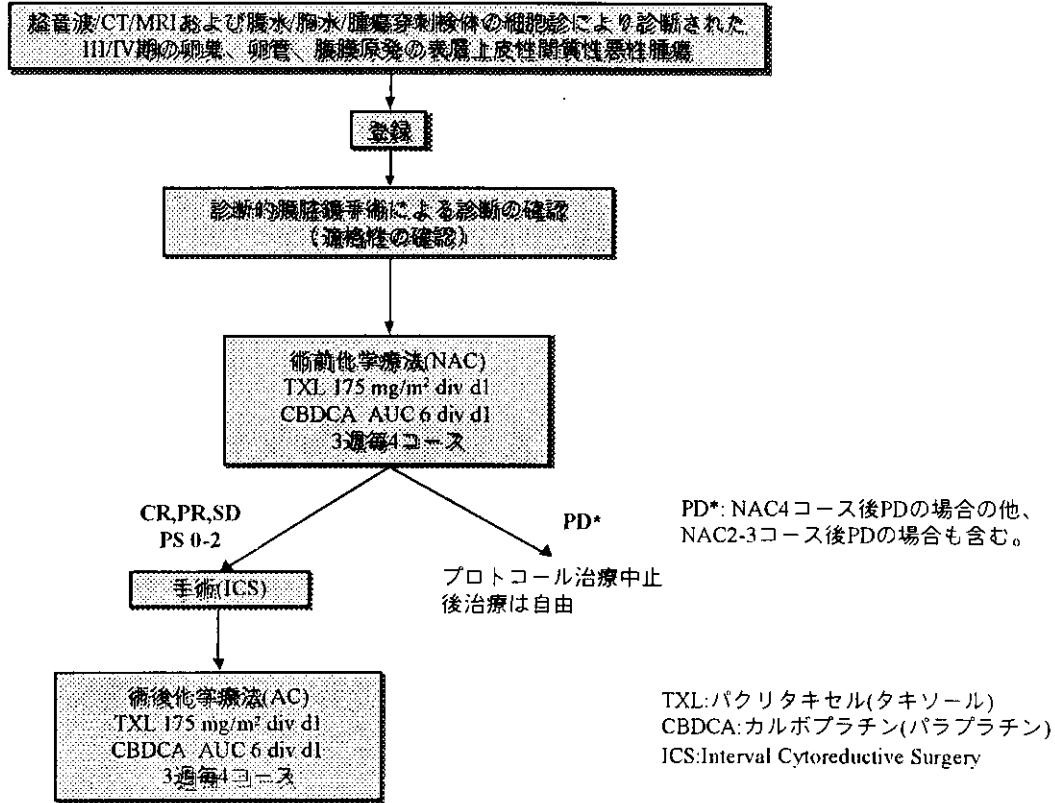 超音波/CT/MRIおよび腹水/胸水/腫瘍穿刺検体の細胞診により診断された
III/IV期の卵巣、卵管、腹膜原発の表層上皮性間質性悪性腫瘍
登録
診断的腹腔鏡手術による診断の確認
(適格性の確認)
術前化学療法(NAC)
TXL 175 mg/m² div d1
CBDCA AUC 6 div d1
3週毎4コース
CR,PR,SD
PS 0-2
PD*
PD*: NAC4コース後PDの場合の他、
NAC2-3コース後PDの場合も含む。
手術(ICS)
プロトコール治療中止
後治療は自由
術後化学療法(AC)
TXL 175 mg/m² div d1
CBDCA AUC 6 div d1
3週毎4コース
TXL:パクリタキセル(タキソール)
CBDCA:カルボプラチン(パラプラチン)
ICS:Interval Cytoreductive Surgery